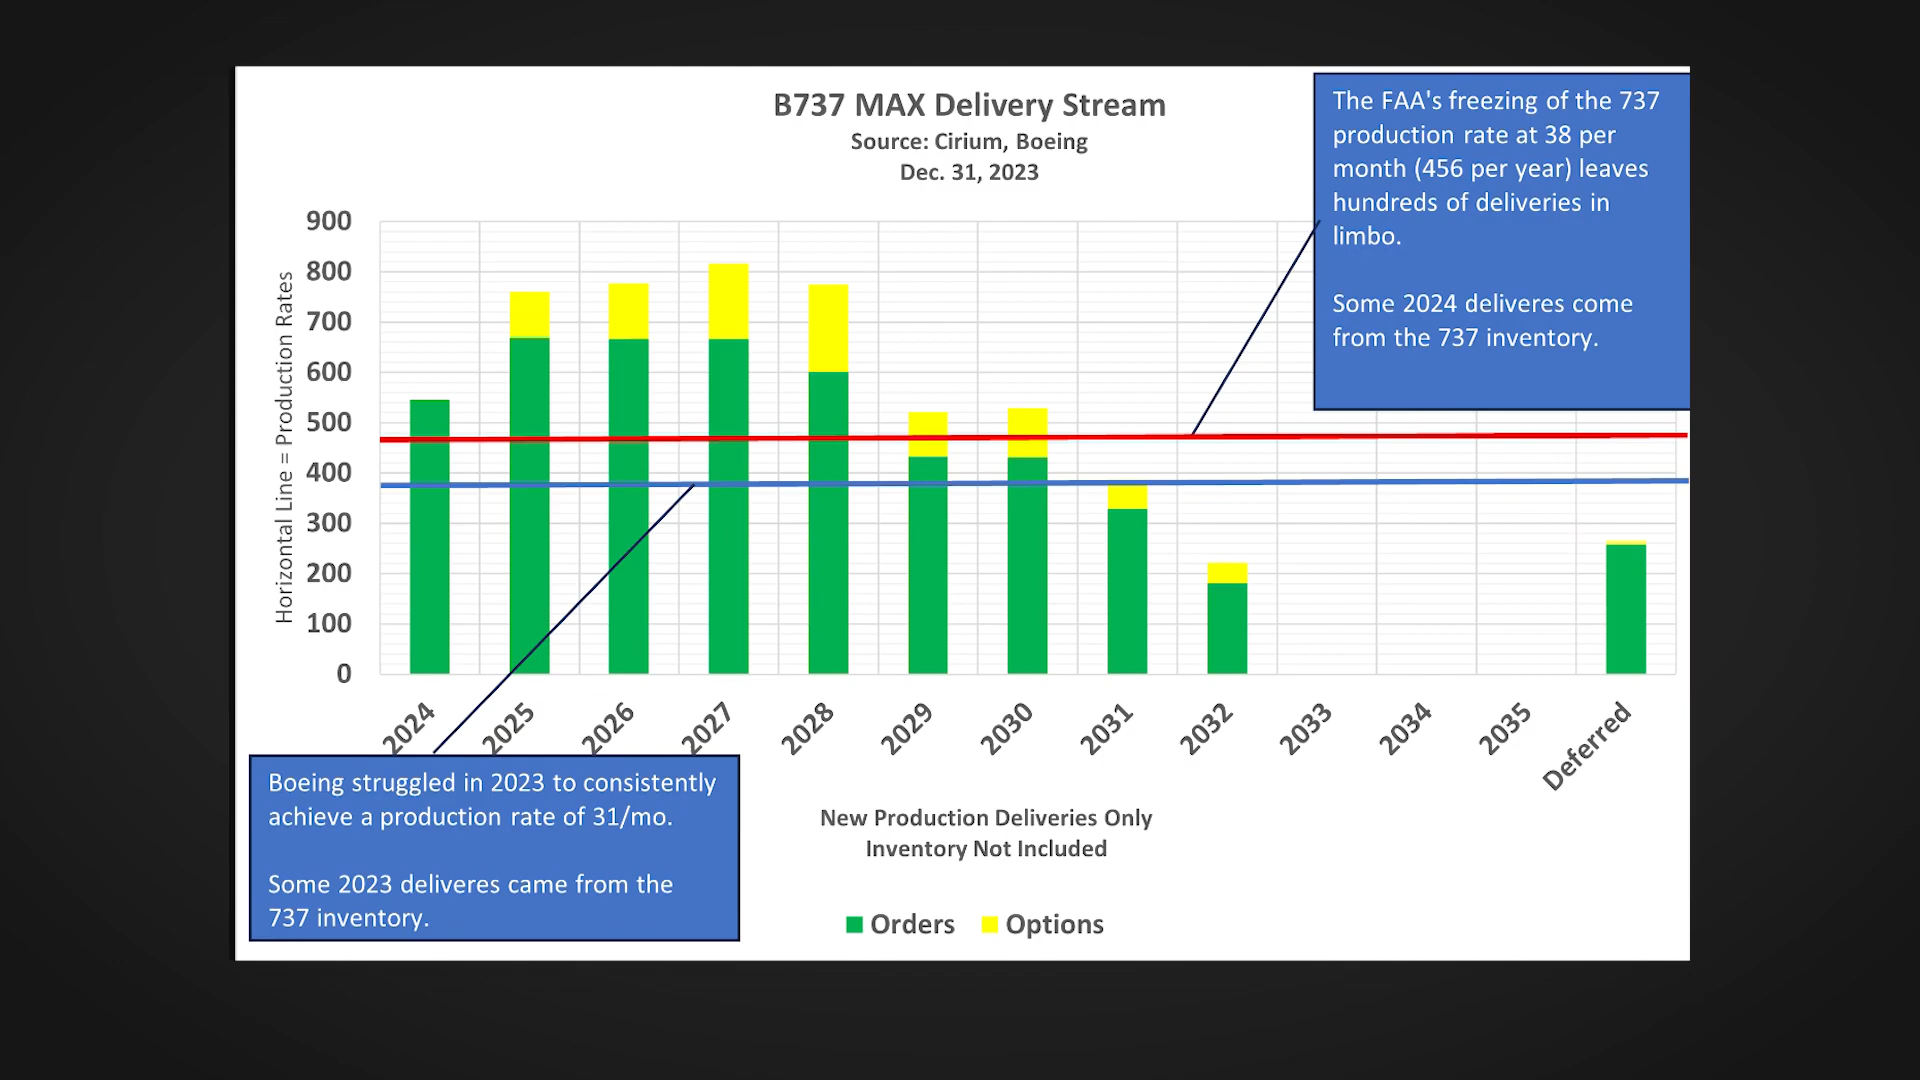 B737 MAX Delivery Stream
Source: Cirium, Boeing
Dec. 31, 2023
The FAA's freezing of the 737
production rate at 38 per
month (456 per year) leaves
hundreds of deliveries in
limbo.
Some 2024 deliveres come
from the 737 inventory.
Horizontal Line = Production Rates
900
800
700
600
500
400
300
200
100
0
2024
2025
2026
2027
2028
2029
2030
2031
2032
2033
2034
2035
Deferred
Boeing struggled in 2023 to consistently
achieve a production rate of 31/mo.
Some 2023 deliveres came from the
737 inventory.
New Production Deliveries Only
Inventory Not Included
Orders
Options